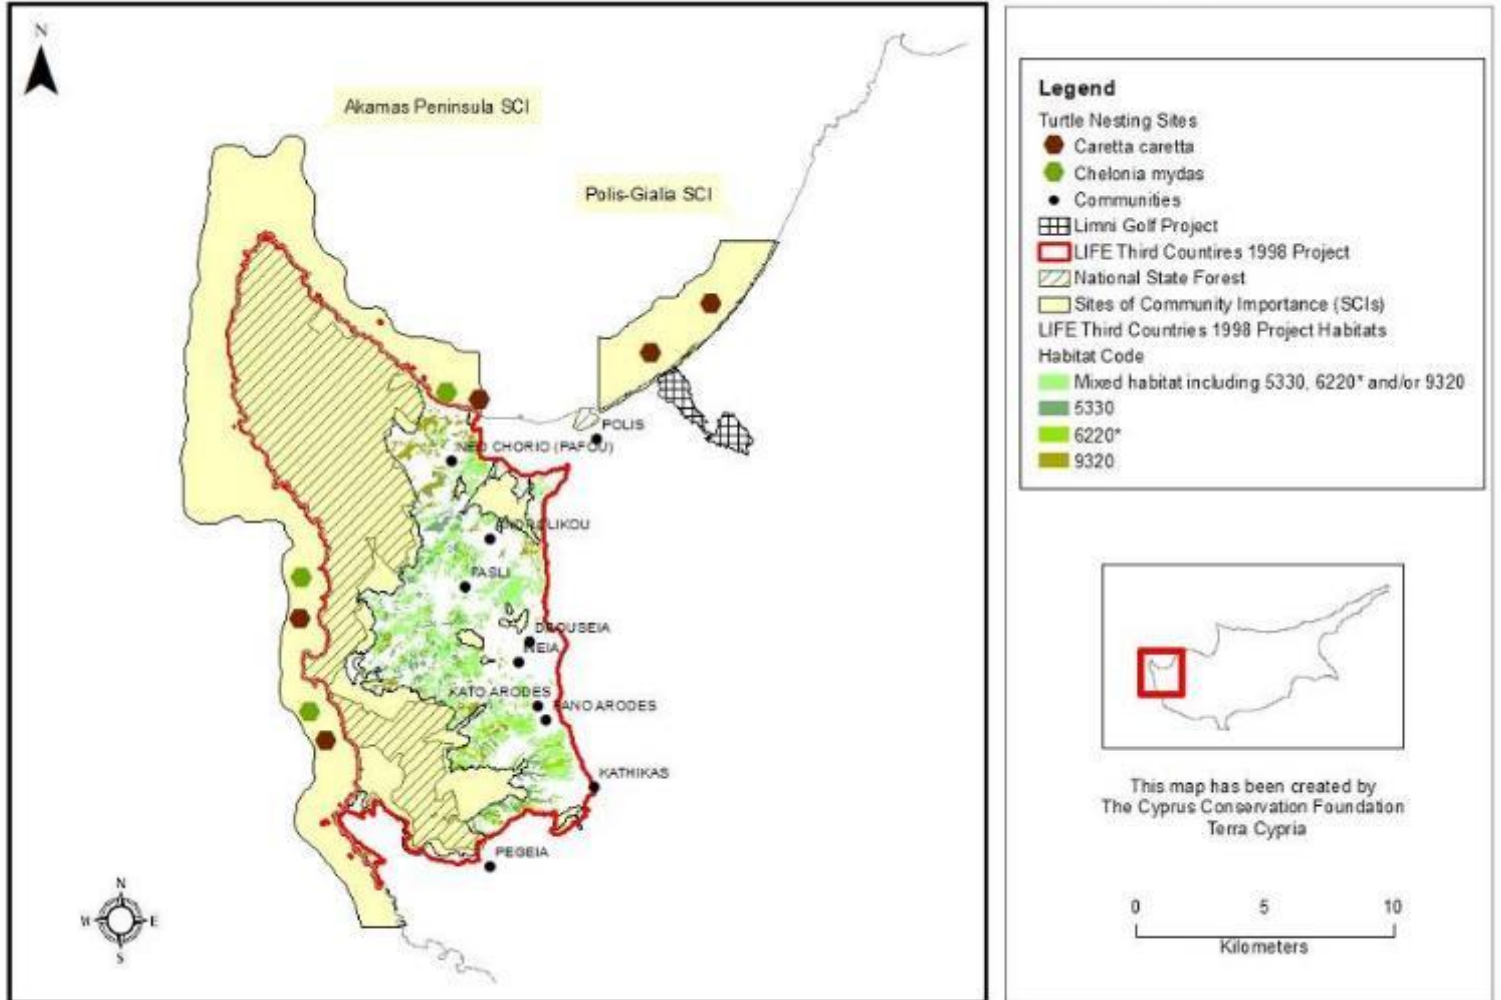 N
Akamas Peninsula SCI
Polis-Gialia SCI
POLIS
NEO CHORIO (PAFOU)
ANDROLIKOU
FASLI
DROUSEIA
INEIA
KATO ARODES
PANO ARODES
KATHIKAS
PEGEIA
N
W E
S
Legend
Turtle Nesting Sites
Caretta caretta
Chelonia mydas
Communities
Limni Golf Project
LIFE Third Countires 1998 Project
National State Forest
Sites of Community Importance (SCIs)
LIFE Third Countries 1998 Project Habitats
Habitat Code
Mixed habitat including 5330, 6220* and/or 9320
5330
6220*
9320
This map has been created by
The Cyprus Conservation Foundation
Terra Cypria
0 5 10
Kilometers